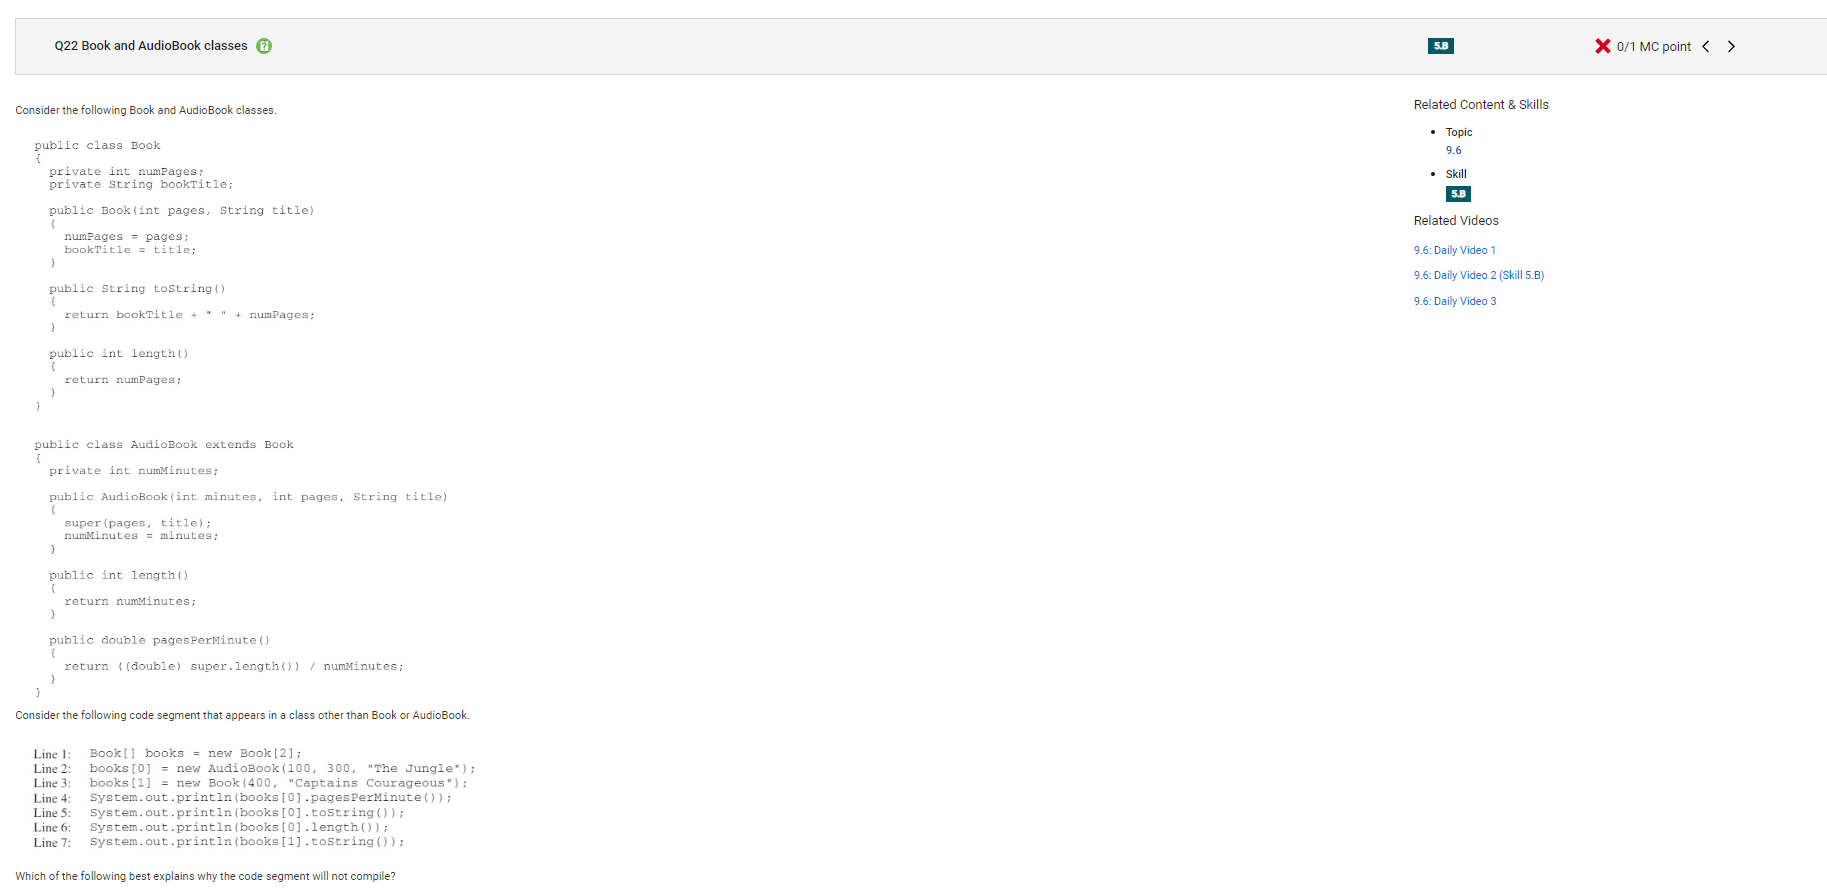 Q22 Book and AudioBook classes
5.B
0/1 MC point
Consider the following Book and AudioBook classes.
public class Book
{
private int numPages;
private String bookTitle;
public Book(int pages, String title)
{
numPages = pages;
bookTitle = title;
}
public String toString()
{
return bookTitle + " " + numPages;
}
public int length()
{
return numPages;
}
}
public class AudioBook extends Book
{
private int numMinutes;
public AudioBook(int minutes, int pages, String title)
{
super(pages, title);
numMinutes = minutes;
}
public int length()
{
return numMinutes;
}
public double pagesPerMinute()
{
return ((double) super.length()) / numMinutes;
}
}
Consider the following code segment that appears in a class other than Book or AudioBook.
Line 1: Book[] books = new Book[2];
Line 2: books[0] = new AudioBook(100, 300, "The Jungle");
Line 3: books[1] = new Book(400, "Captains Courageous");
Line 4: System.out.println(books[0].pagesPerMinute());
Line 5: System.out.println(books[0].toString());
Line 6: System.out.println(books[0].length());
Line 7: System.out.println(books[1].toString());
Which of the following best explains why the code segment will not compile?
Related Content & Skills
• Topic
9.6
• Skill
5.B
Related Videos
9.6: Daily Video 1
9.6: Daily Video 2 (Skill 5.B)
9.6: Daily Video 3